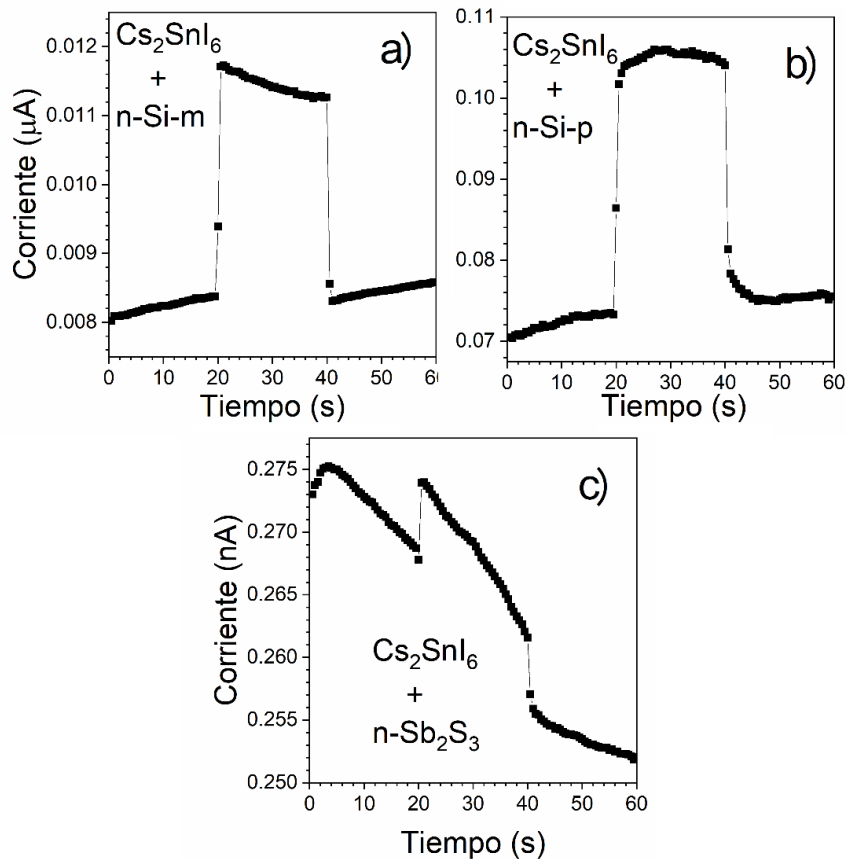 Cs₂SnI₆
+
n-Si-m
a)
0.012
0.011
0.010
0.009
0.008
Corriente (μA)
0 10 20 30 40 50 60
Tiempo (s)
Cs₂SnI₆
+
n-Si-p
b)
0.11
0.10
0.09
0.08
0.07
0 10 20 30 40 50 60
Tiempo (s)
c)
0.275
0.270
0.265
0.260
0.255
0.250
Corriente (nA)
Cs₂SnI₆
+
n-Sb₂S₃
0 10 20 30 40 50 60
Tiempo (s)